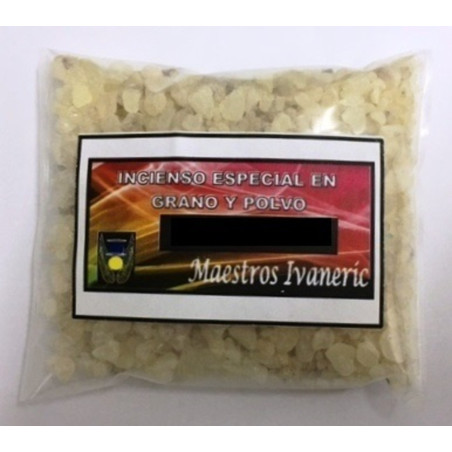 INCIENSO ESPECIAL EN
GRANO Y POLVO
Maestros Ivaneric